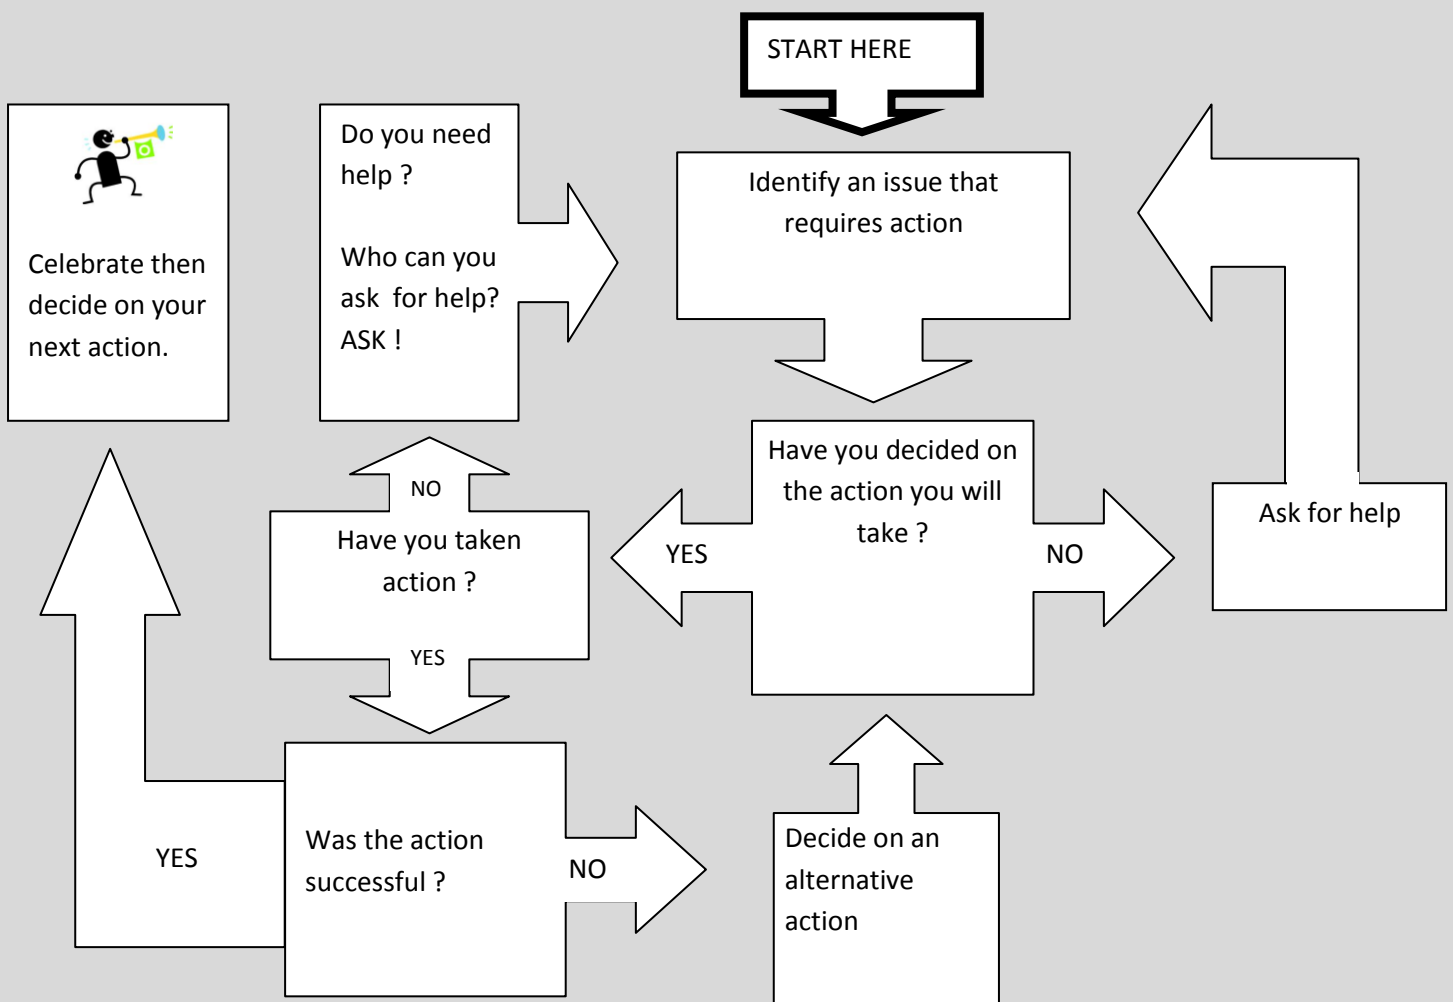 START HERE
Identify an issue that
requires action
Have you decided on
the action you will
take ?
YES
NO
Ask for help
Have you taken
action ?
NO
YES
Do you need
help ?
Who can you
ask  for help?
ASK !
Was the action
successful ?
YES
NO
Celebrate then
decide on your
next action.
Decide on an
alternative
action